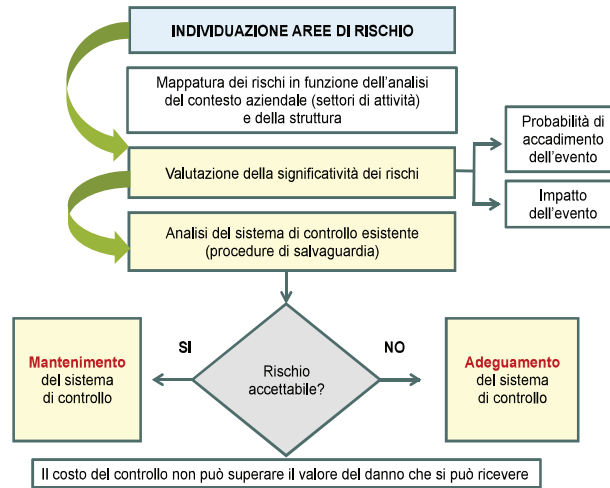 INDIVIDUAZIONE AREE DI RISCHIO
Mappatura dei rischi in funzione dell'analisi
del contesto aziendale (settori di attività)
e della struttura
Probabilità di
accadimento
dell'evento
Valutazione della significatività dei rischi
Impatto
dell'evento
Analisi del sistema di controllo esistente
(procedure di salvaguardia)
SI
NO
Mantenimento
del sistema
di controllo
Rischio
accettabile?
Adeguamento
del sistema
di controllo
Il costo del controllo non può superare il valore del danno che si può ricevere